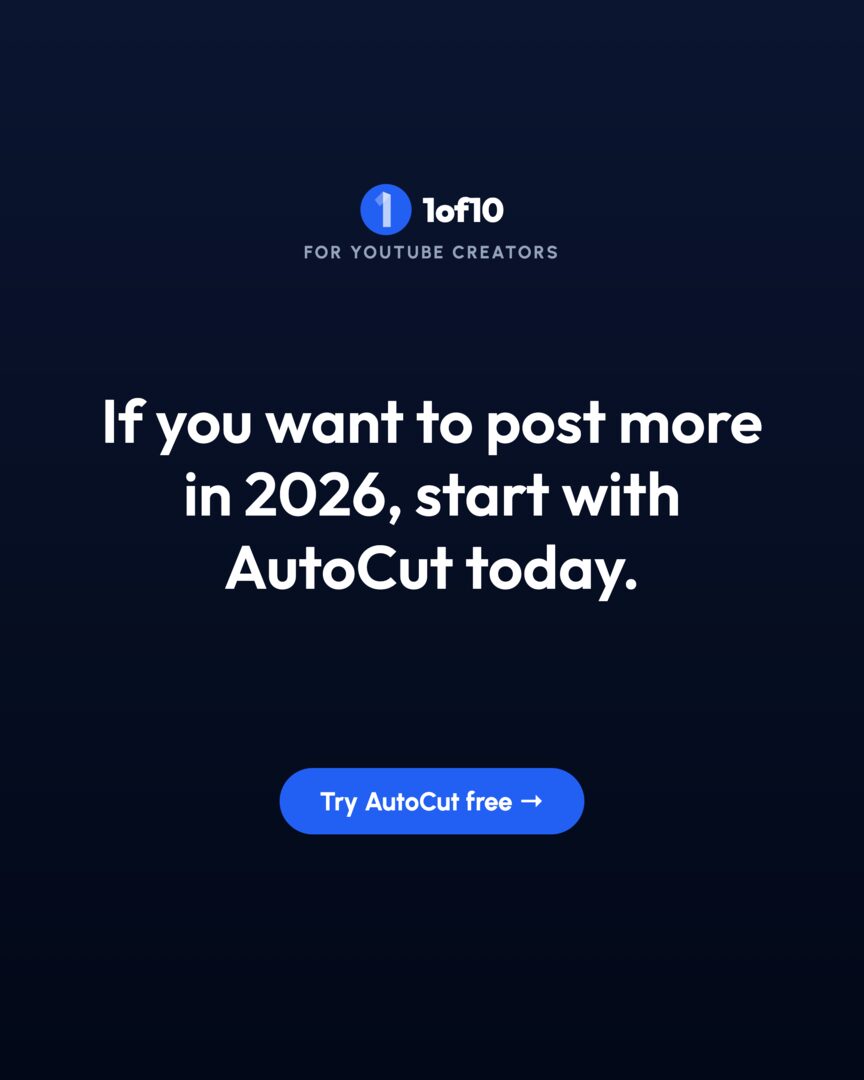 1 1of10
FOR YOUTUBE CREATORS
If you want to post more
in 2026, start with
AutoCut today.
Try AutoCut free →